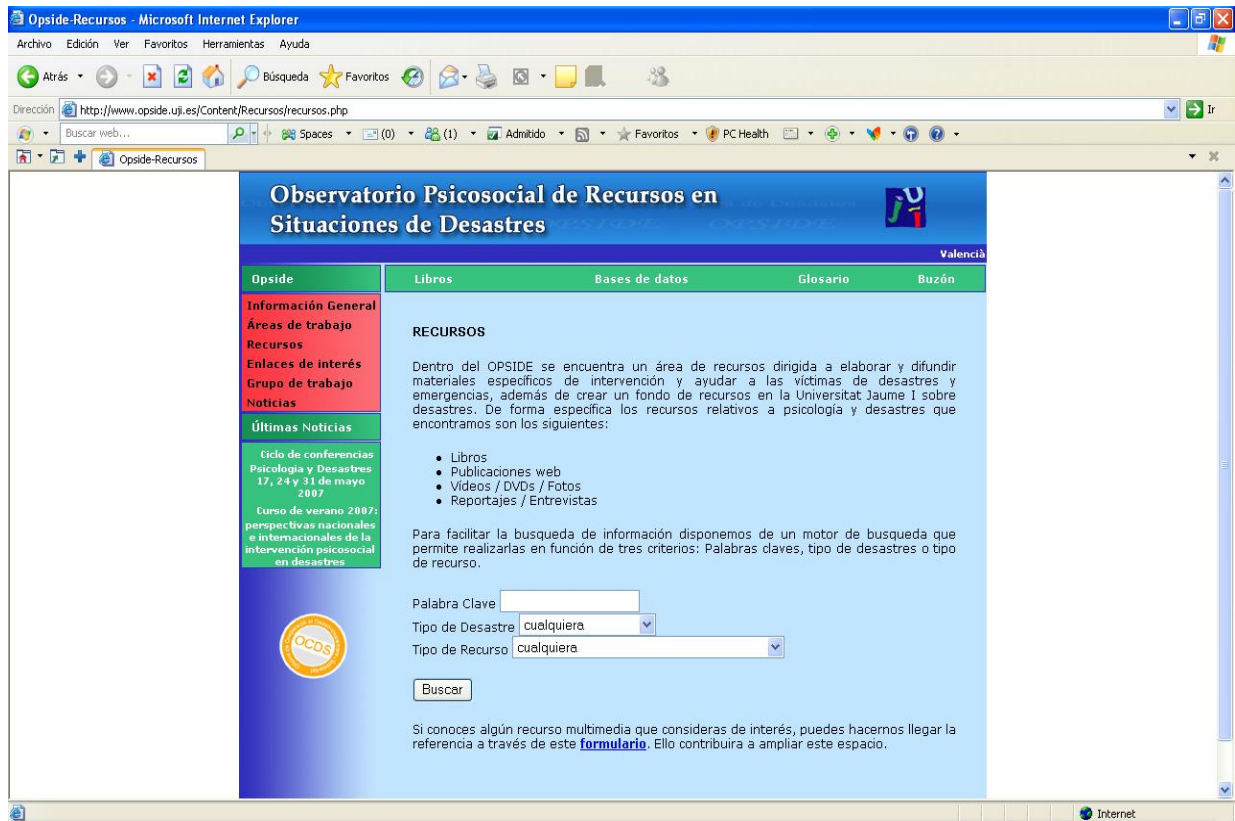 Opside-Recursos - Microsoft Internet Explorer
Archivo Edición Ver Favoritos Herramientas Ayuda
Atrás Búsqueda Favoritos
Dirección http://www.opside.uji.es/Content/Recursos/recursos.php Ir
Buscar web... Spaces (0) (1) Admitido Favoritos PC Health
Opside-Recursos
Observatorio Psicosocial de Recursos en
Situaciones de Desastres
Valencià
Opside Libros Bases de datos Glosario Buzón
Información General
Áreas de trabajo
Recursos
Enlaces de interés
Grupo de trabajo
Noticias
Últimas Noticias
Ciclo de conferencias
Psicologia y Desastres
17, 24 y 31 de mayo
2007
Curso de verano 2007:
perspectivas nacionales
e internacionales de la
intervención psicosocial
en desastres
OCDS
RECURSOS
Dentro del OPSIDE se encuentra un área de recursos dirigida a elaborar y difundir
materiales específicos de intervención y ayudar a las víctimas de desastres y
emergencias, además de crear un fondo de recursos en la Universitat Jaume I sobre
desastres. De forma específica los recursos relativos a psicología y desastres que
encontramos son los siguientes:
• Libros
• Publicaciones web
• Vídeos / DVDs / Fotos
• Reportajes / Entrevistas
Para facilitar la busqueda de información disponemos de un motor de busqueda que
permite realizarlas en función de tres criterios: Palabras claves, tipo de desastres o tipo
de recurso.
Palabra Clave
Tipo de Desastre cualquiera
Tipo de Recurso cualquiera
Buscar
Si conoces algún recurso multimedia que consideras de interés, puedes hacernos llegar la
referencia a través de este formulario. Ello contribuira a ampliar este espacio.
Internet